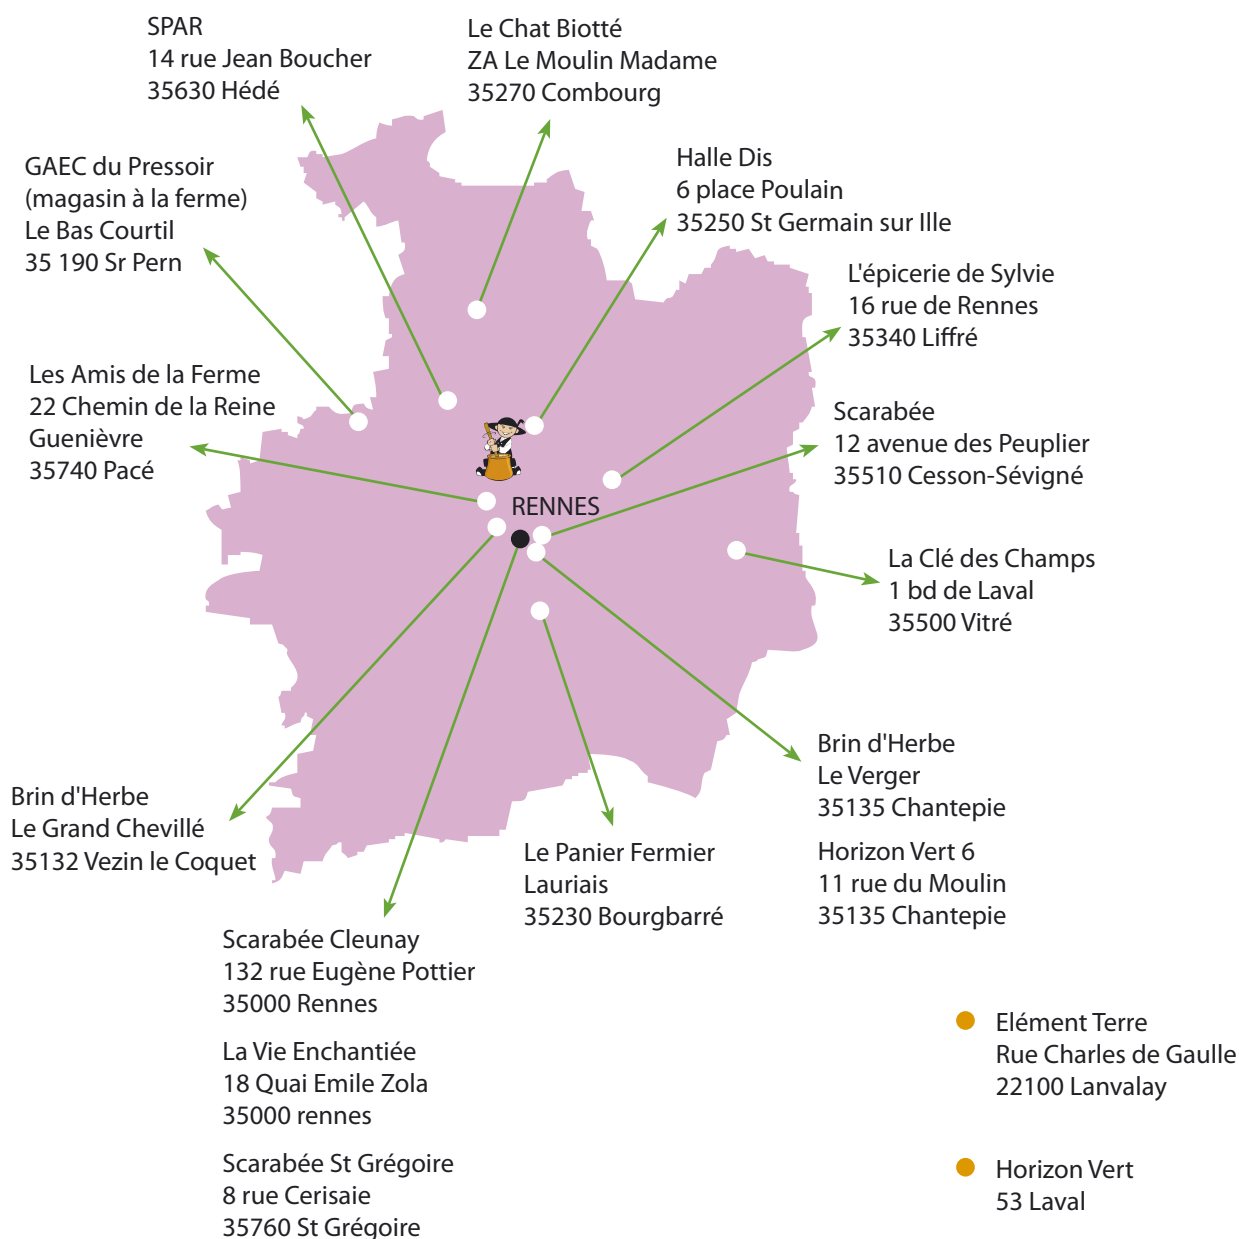 SPAR
14 rue Jean Boucher
35630 Hédé
Le Chat Biotté
ZA Le Moulin Madame
35270 Combourg
GAEC du Pressoir
(magasin à la ferme)
Le Bas Courtil
35 190 Sr Pern
Halle Dis
6 place Poulain
35250 St Germain sur Ille
L'épicerie de Sylvie
16 rue de Rennes
35340 Liffré
Les Amis de la Ferme
22 Chemin de la Reine
Guenièvre
35740 Pacé
Scarabée
12 avenue des Peuplier
35510 Cesson-Sévigné
RENNES
La Clé des Champs
1 bd de Laval
35500 Vitré
Brin d'Herbe
Le Verger
35135 Chantepie
Horizon Vert 6
11 rue du Moulin
35135 Chantepie
Brin d'Herbe
Le Grand Chevillé
35132 Vezin le Coquet
Le Panier Fermier
Lauriais
35230 Bourgbarré
Scarabée Cleunay
132 rue Eugène Pottier
35000 Rennes
La Vie Enchantiée
18 Quai Emile Zola
35000 rennes
Scarabée St Grégoire
8 rue Cerisaie
35760 St Grégoire
Elément Terre
Rue Charles de Gaulle
22100 Lanvalay
Horizon Vert
53 Laval